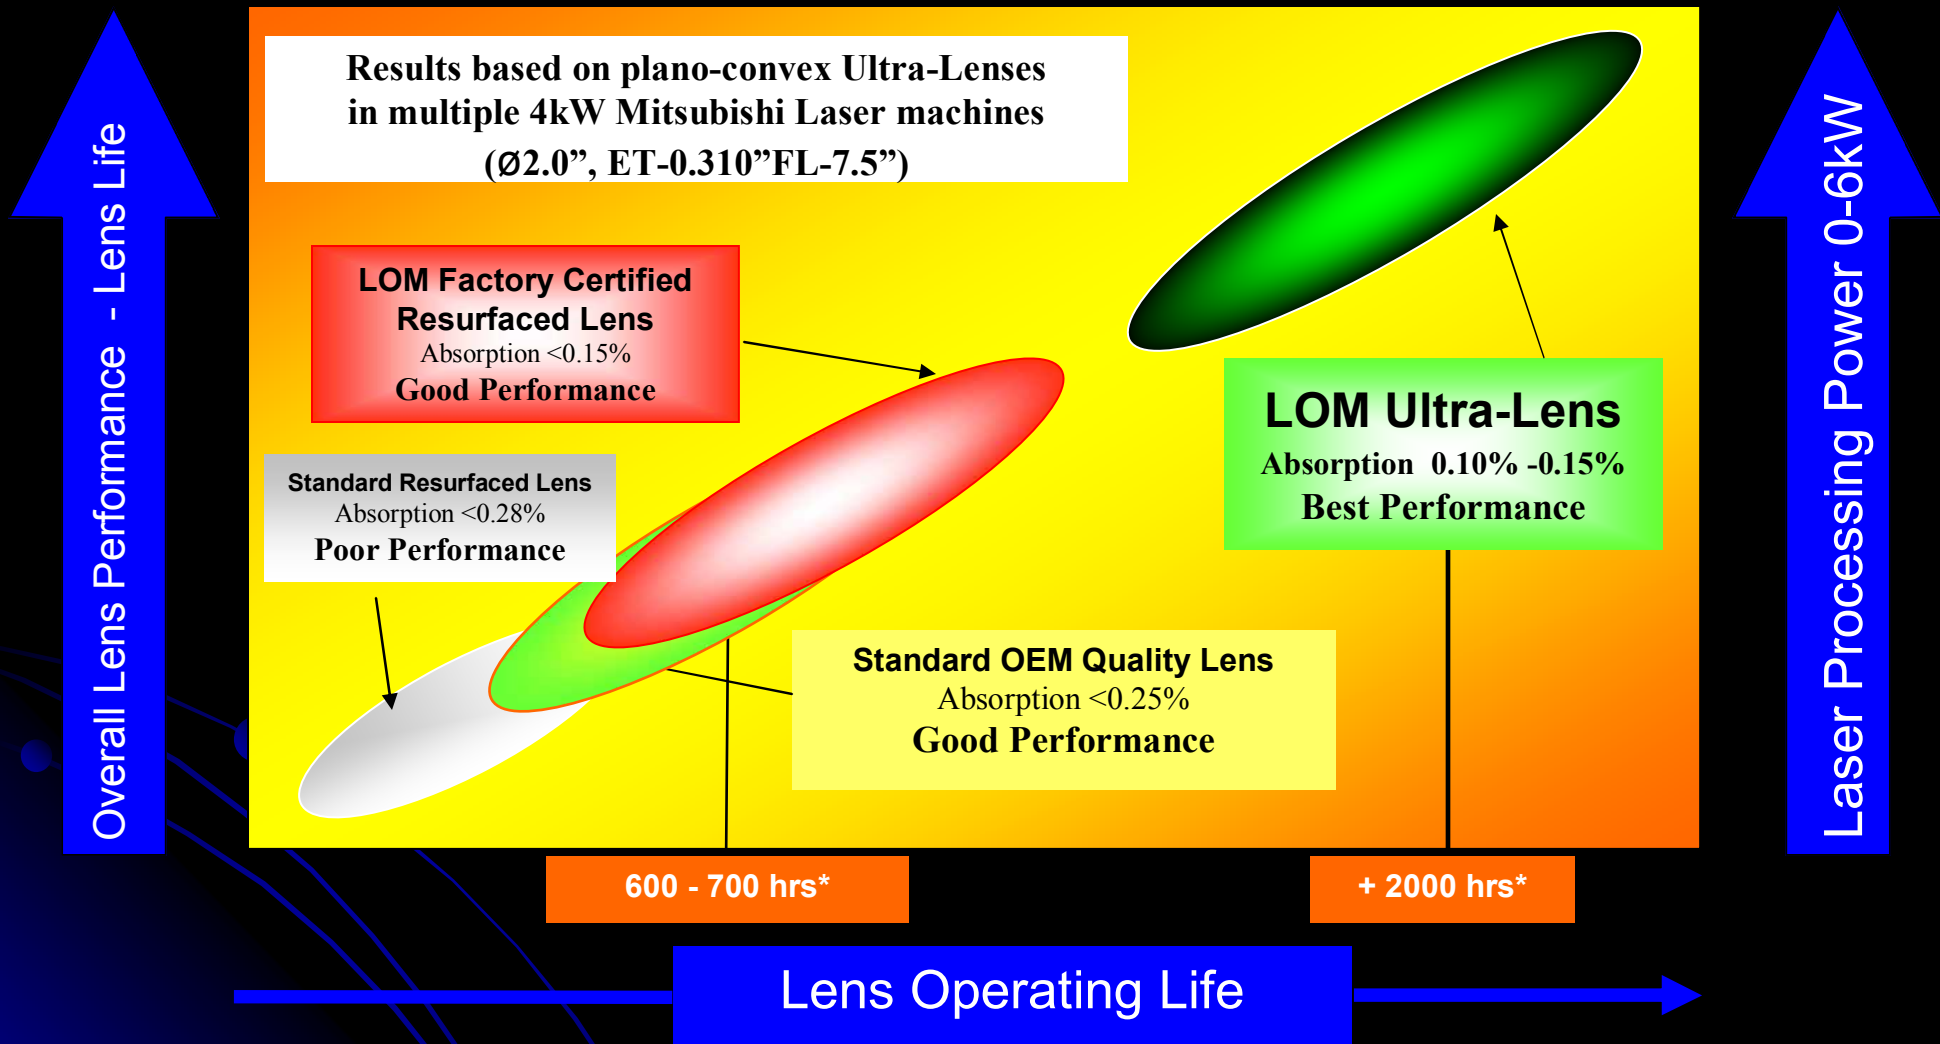 Results based on plano-convex Ultra-Lenses
in multiple 4kW Mitsubishi Laser machines
(Ø2.0”, ET-0.310”FL-7.5”)
Overall Lens Performance - Lens Life
Laser Processing Power 0-6kW
LOM Factory Certified
Resurfaced Lens
Absorption <0.15%
Good Performance
Standard Resurfaced Lens
Absorption <0.28%
Poor Performance
LOM Ultra-Lens
Absorption 0.10% -0.15%
Best Performance
Standard OEM Quality Lens
Absorption <0.25%
Good Performance
600 - 700 hrs*
+ 2000 hrs*
Lens Operating Life